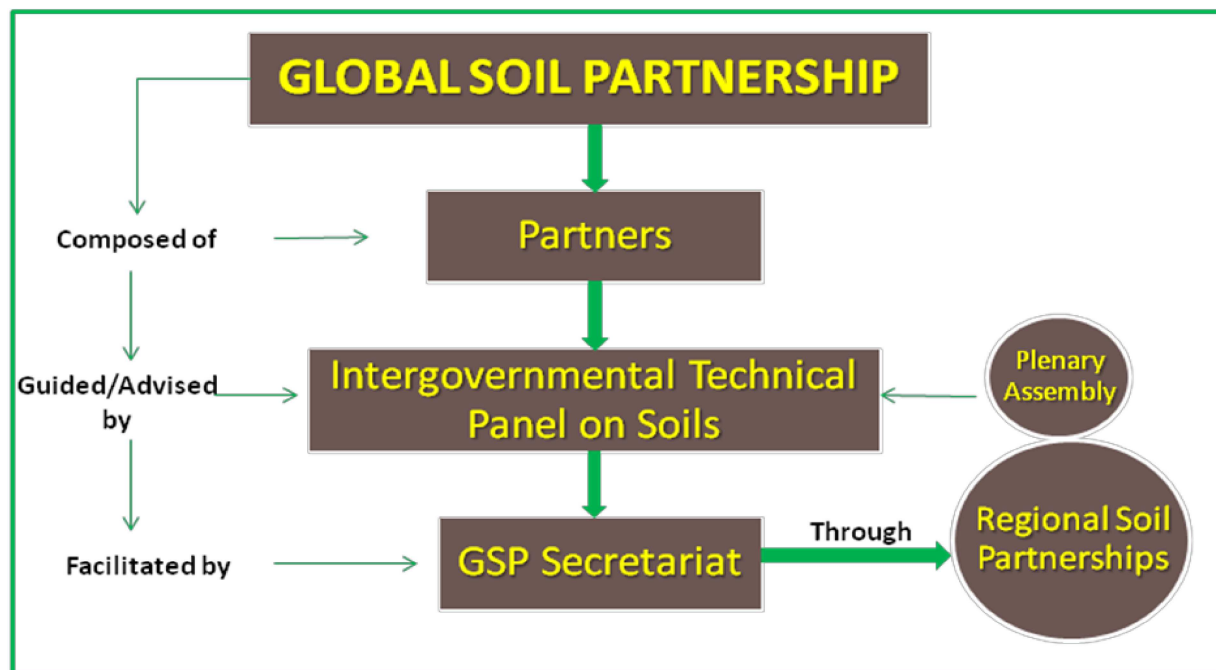 GLOBAL SOIL PARTNERSHIP
Composed of
Partners
Guided/Advised
by
Intergovernmental Technical
Panel on Soils
Plenary
Assembly
Facilitated by
GSP Secretariat
Through
Regional Soil
Partnerships